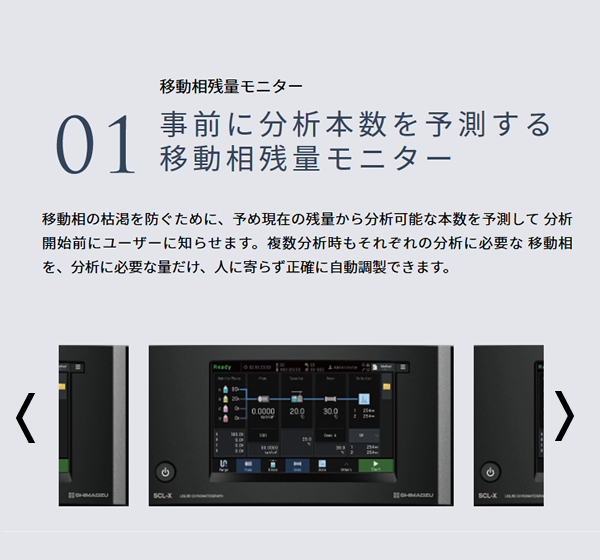 移動相残量モニター
01
事前に分析本数を予測する
移動相残量モニター
移動相の枯渇を防ぐために、予め現在の残量から分析可能な本数を予測して 分析
開始前にユーザーに知らせます。複数分析時もそれぞれの分析に必要な 移動相
を、分析に必要な量だけ、人に寄らず正確に自動調製できます。
Ready
0.0000
20.0
30.0
SHIMADZU
SCL-X
LIQUID CHROMATOGRAPH
SHIMADZU
SCL-X